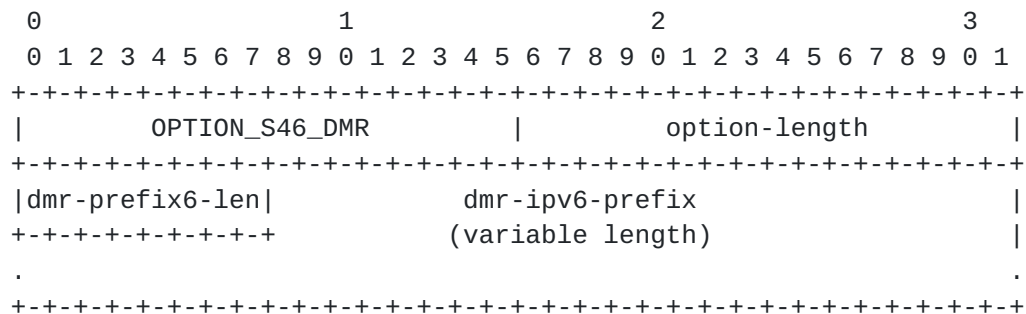 0                   1                   2                   3
 0 1 2 3 4 5 6 7 8 9 0 1 2 3 4 5 6 7 8 9 0 1 2 3 4 5 6 7 8 9 0 1
+-+-+-+-+-+-+-+-+-+-+-+-+-+-+-+-+-+-+-+-+-+-+-+-+-+-+-+-+-+-+-+-+
|        OPTION_S46_DMR         |         option-length         |
+-+-+-+-+-+-+-+-+-+-+-+-+-+-+-+-+-+-+-+-+-+-+-+-+-+-+-+-+-+-+-+-+
|dmr-prefix6-len|            dmr-ipv6-prefix                    |
+-+-+-+-+-+-+-+-+           (variable length)                   |
.                                                               .
+-+-+-+-+-+-+-+-+-+-+-+-+-+-+-+-+-+-+-+-+-+-+-+-+-+-+-+-+-+-+-+-+